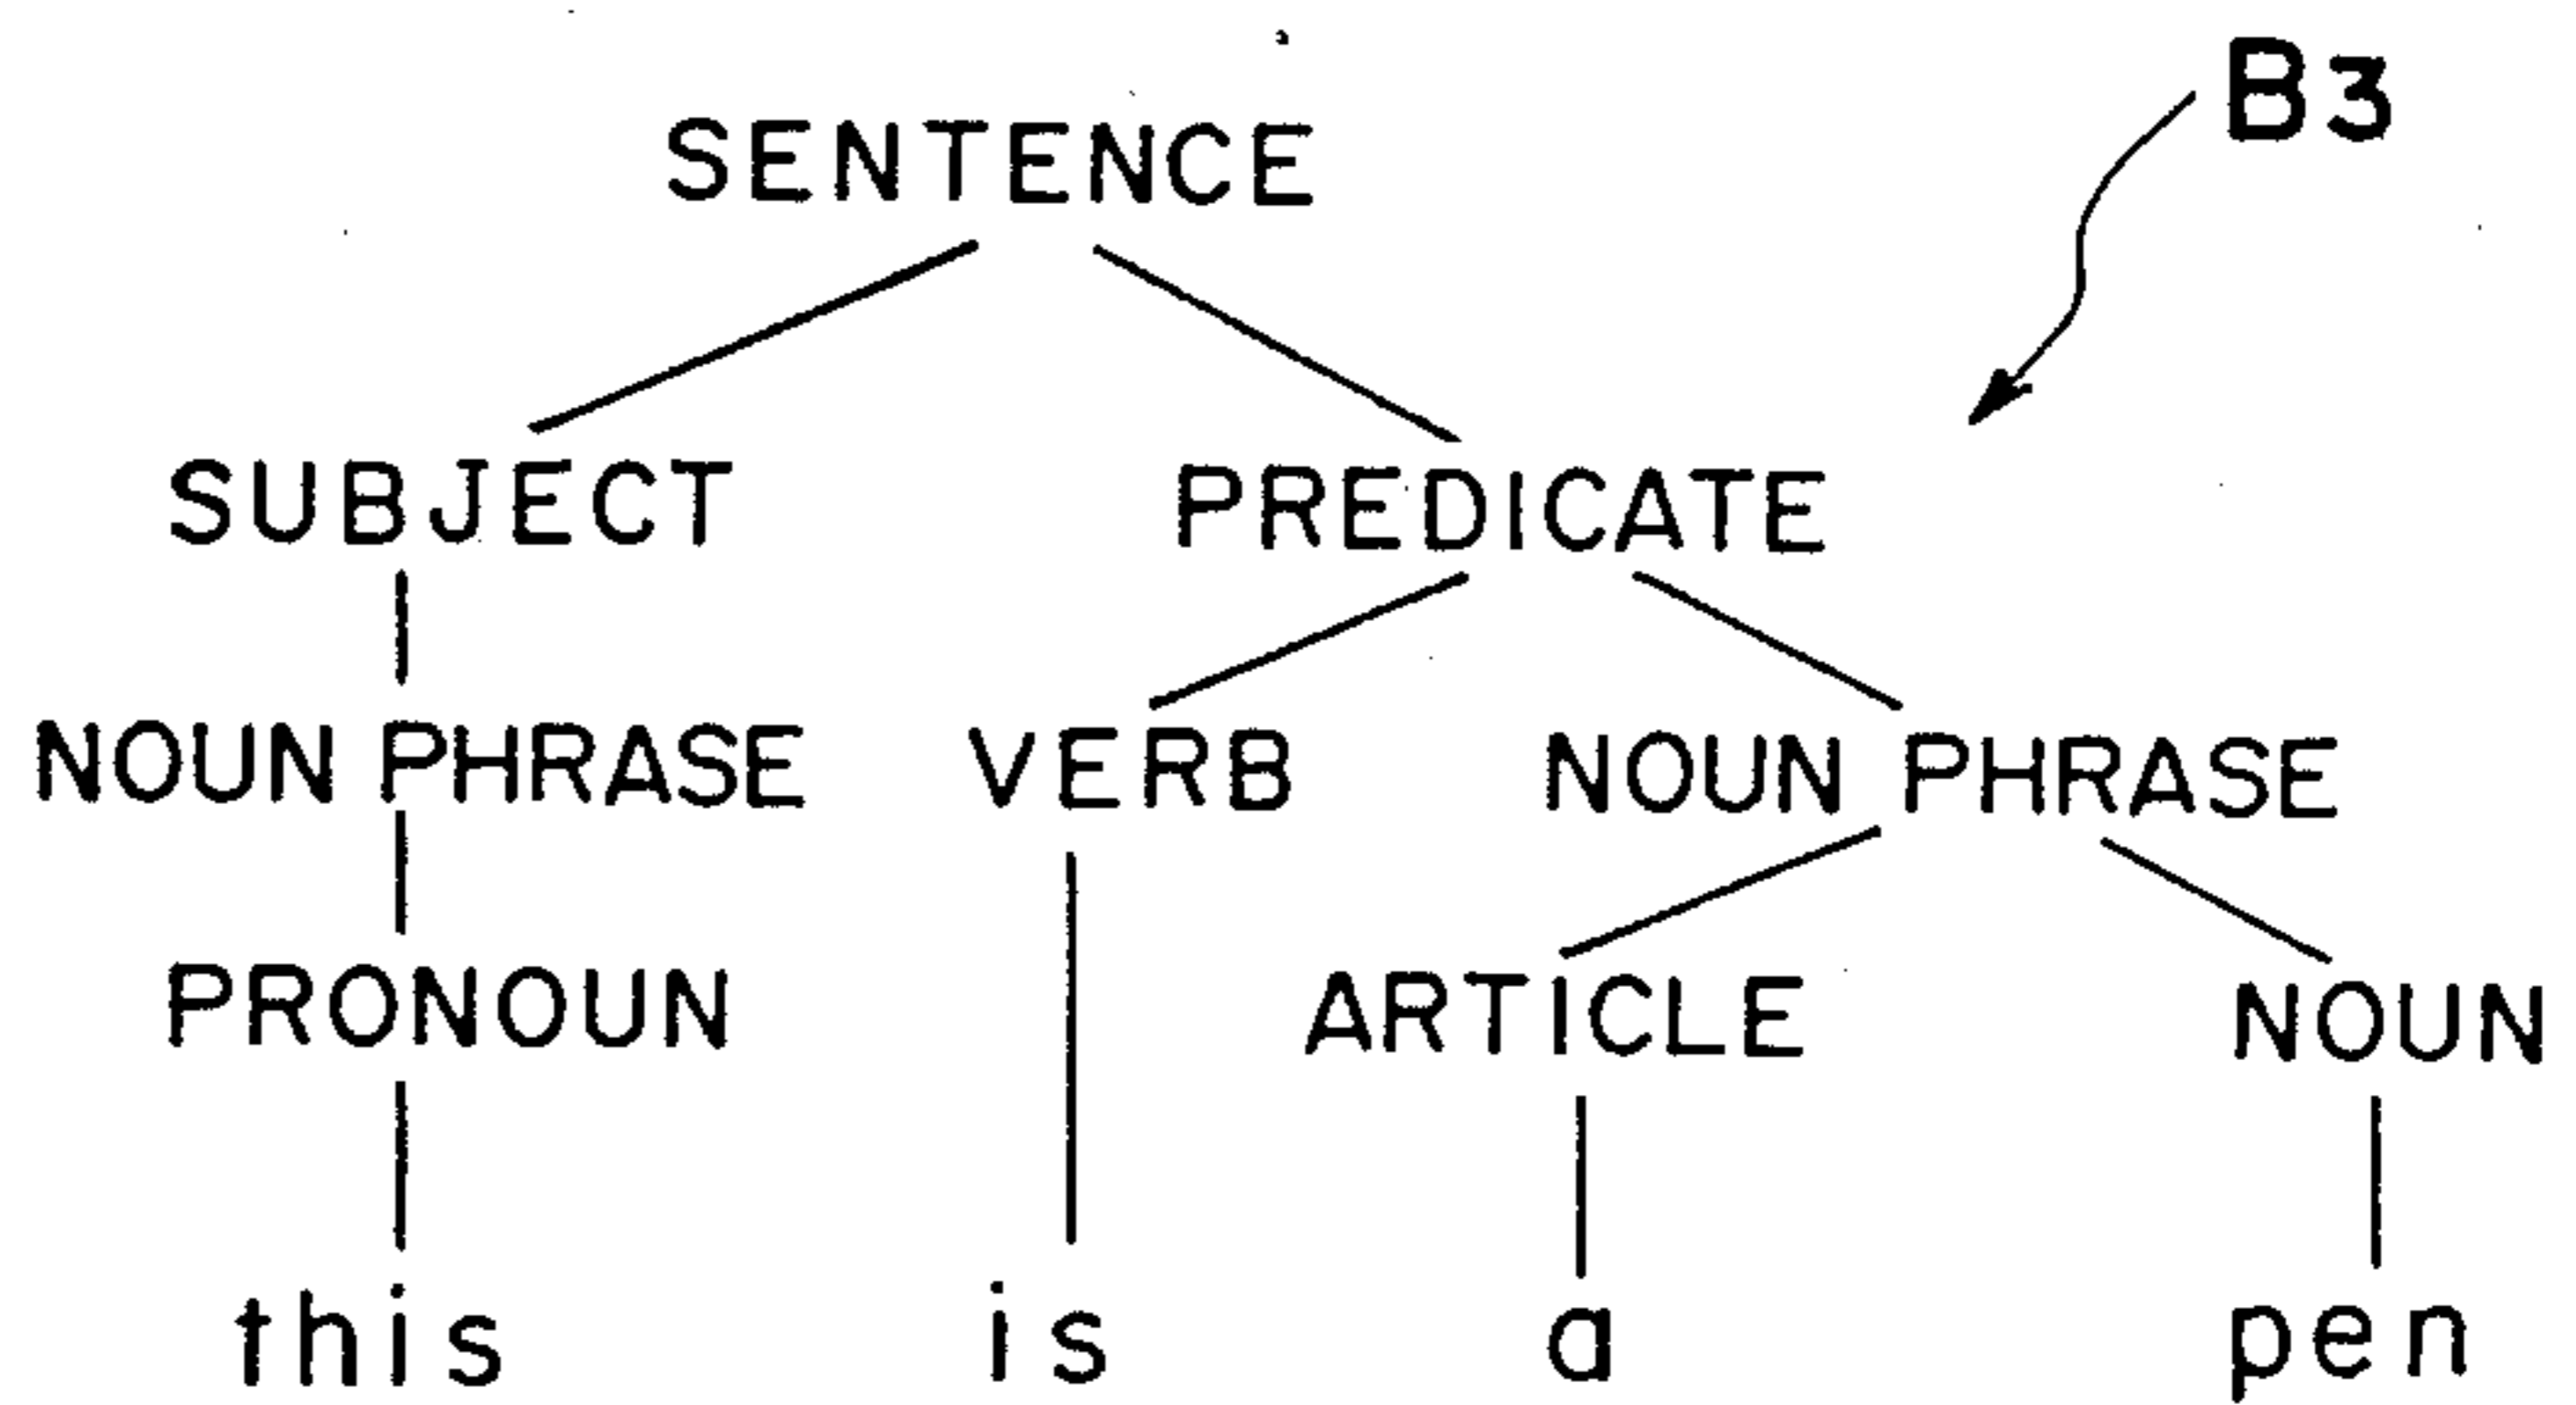 B3
SENTENCE
SUBJECT PREDICATE
NOUN PHRASE VERB NOUN PHRASE
PRONOUN ARTICLE NOUN
this is a pen